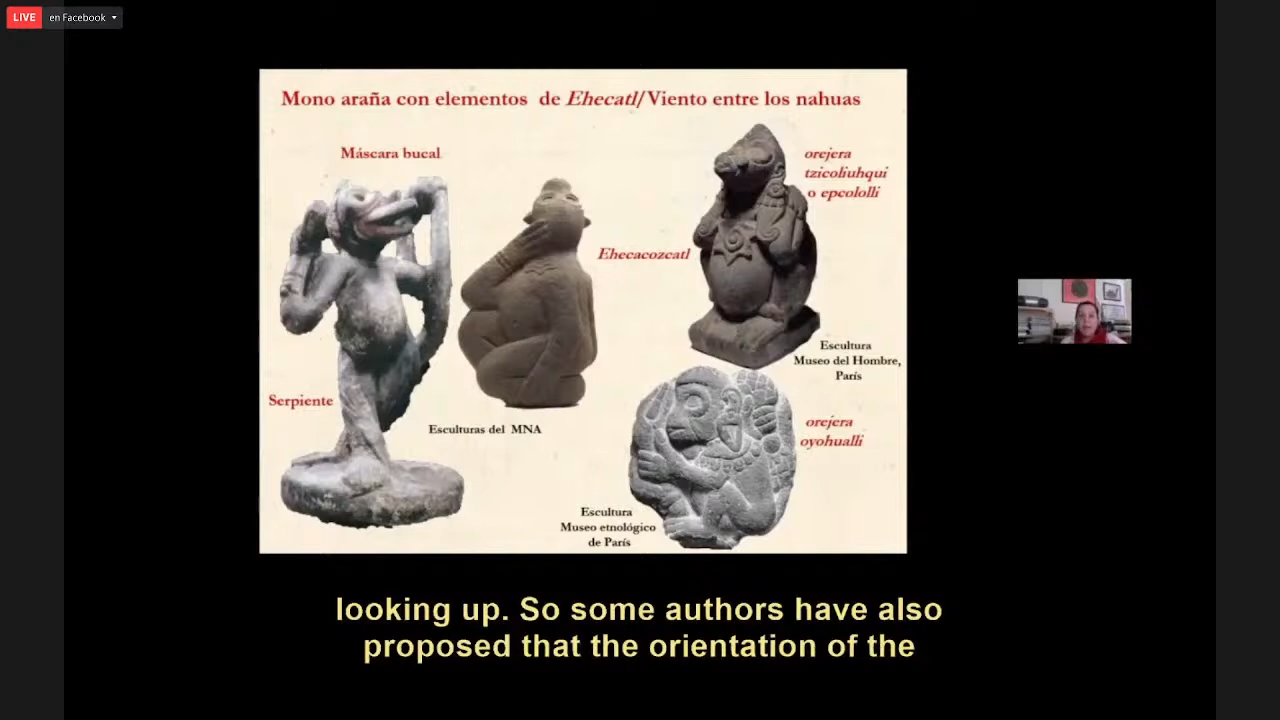 LIVE en Facebook
Mono araña con elementos de Ehecatl/Viento entre los nahuas
Máscara bucal
orejera
tzicoliuhqui
o epcololli
Ehecacozcatl
Escultura
Museo del Hombre,
París
Serpiente
Esculturas del MNA
orejera
oyohualli
Escultura
Museo etnológico
de París
looking up. So some authors have also
proposed that the orientation of the